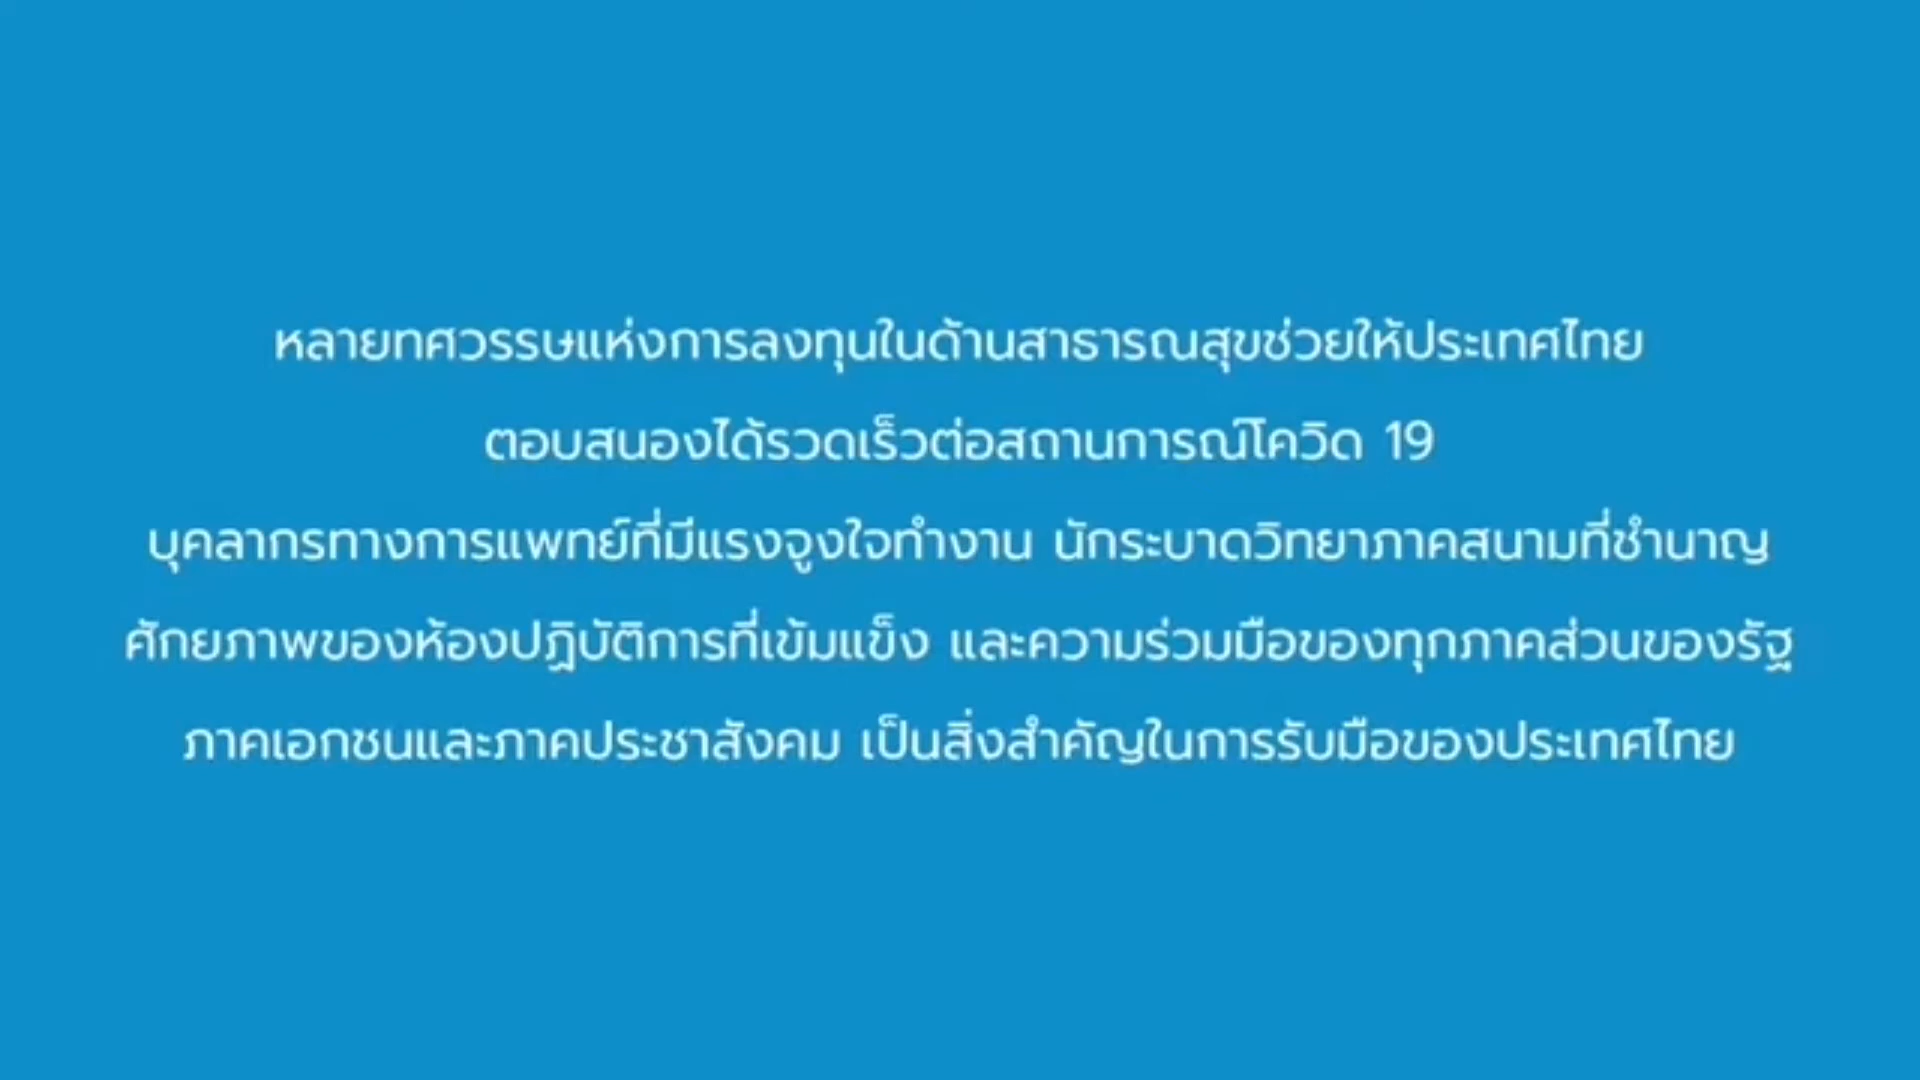 หลายทศวรรษแห่งการลงทุนในด้านสาธารณสุขช่วยให้ประเทศไทย
ตอบสนองได้รวดเร็วต่อสถานการณ์โควิด 19
บุคลากรทางการแพทย์ที่มีแรงจูงใจทำงาน นักระบาดวิทยาภาคสนามที่ชำนาญ
ศักยภาพของห้องปฏิบัติการที่เข้มแข็ง และความร่วมมือของทุกภาคส่วนของรัฐ
ภาคเอกชนและภาคประชาสังคม เป็นสิ่งสำคัญในการรับมือของประเทศไทย